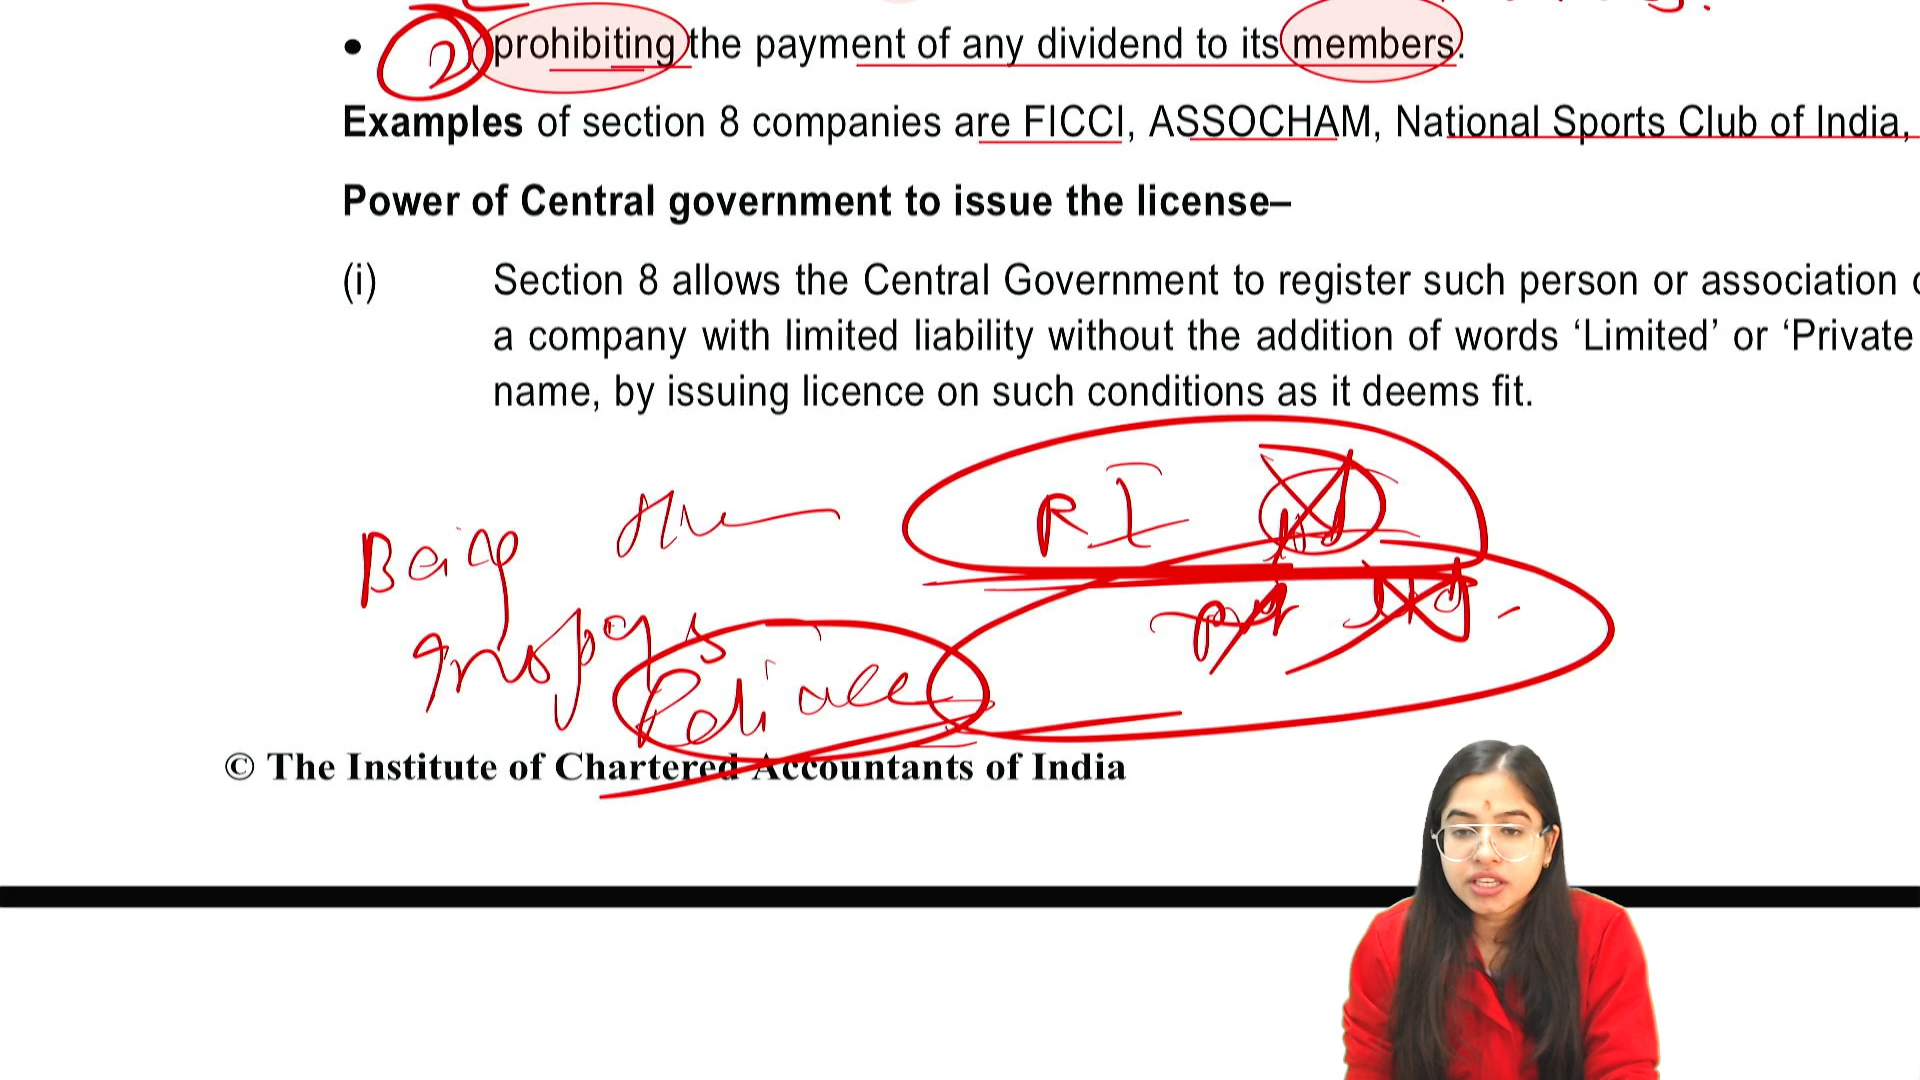 • 2) prohibiting the payment of any dividend to its members.
Examples of section 8 companies are FICCI, ASSOCHAM, National Sports Club of India,
Power of Central government to issue the license–
(i) Section 8 allows the Central Government to register such person or association
a company with limited liability without the addition of words ‘Limited’ or ‘Private
name, by issuing licence on such conditions as it deems fit.
RI
Being
© The Institute of Chartered Accountants of India